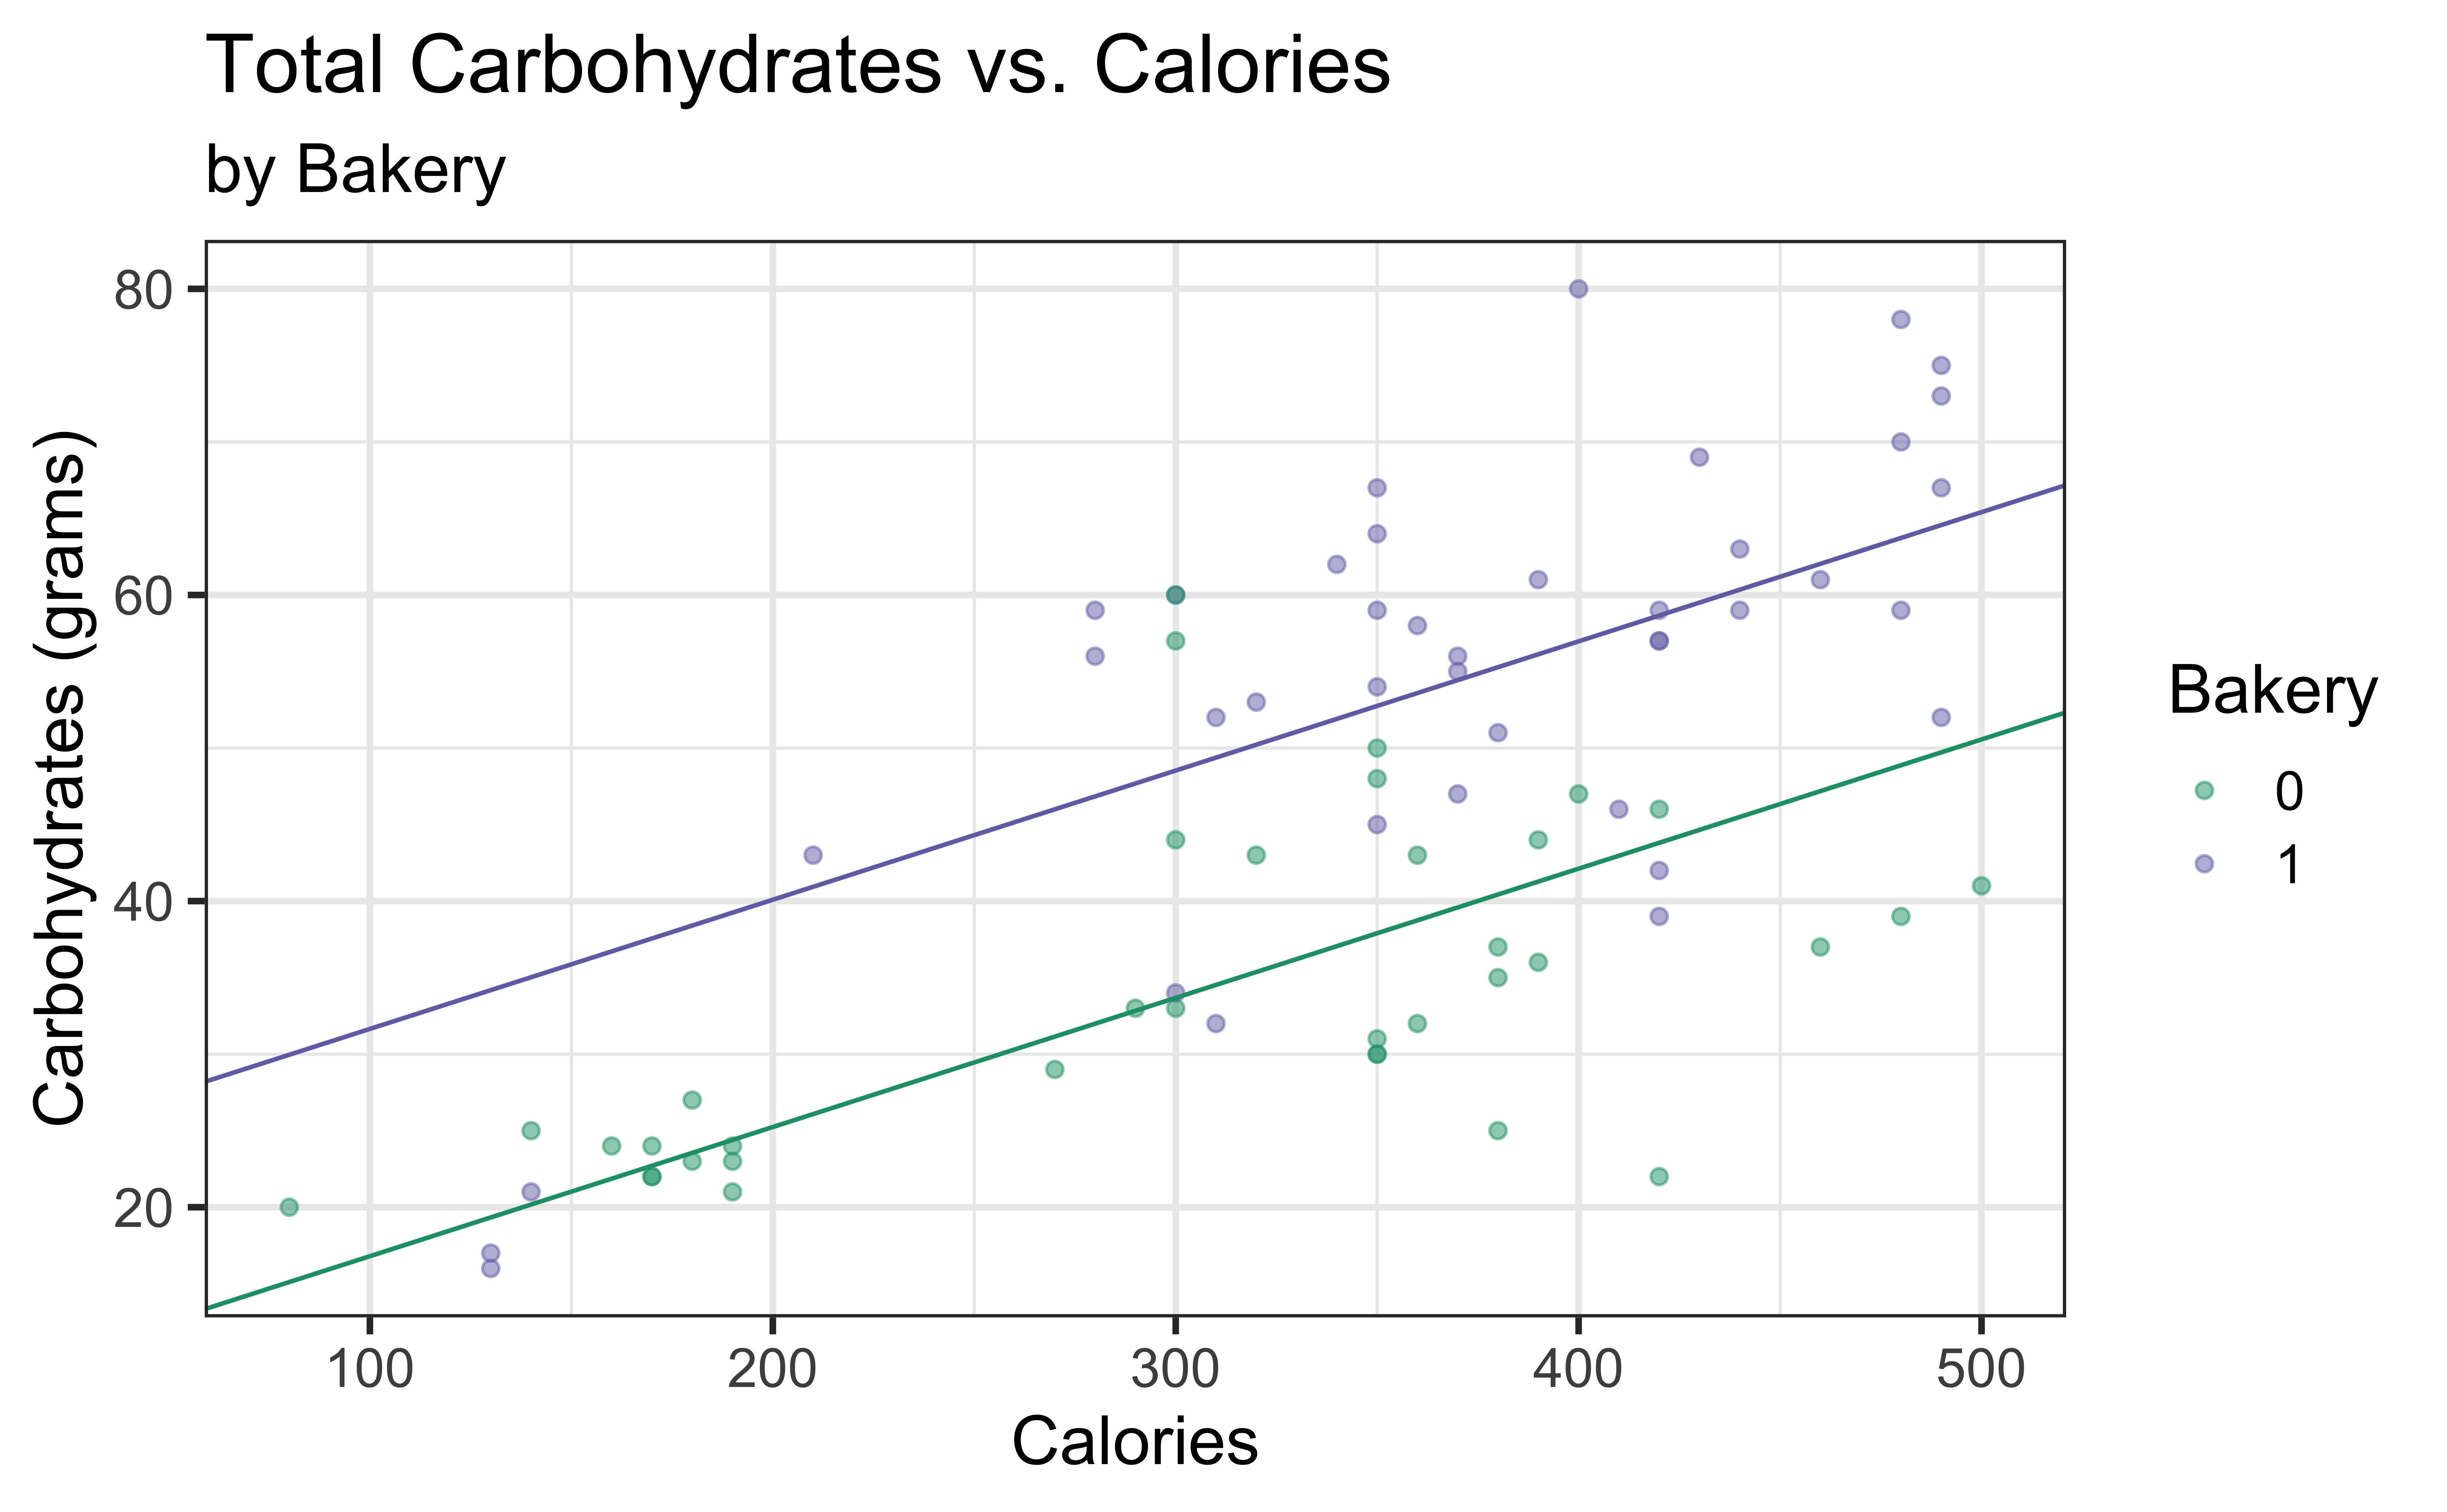 Total Carbohydrates vs. Calories
by Bakery
Carbohydrates (grams)
80
60
40
20
100 200 300 400 500
Calories
Bakery
0
1